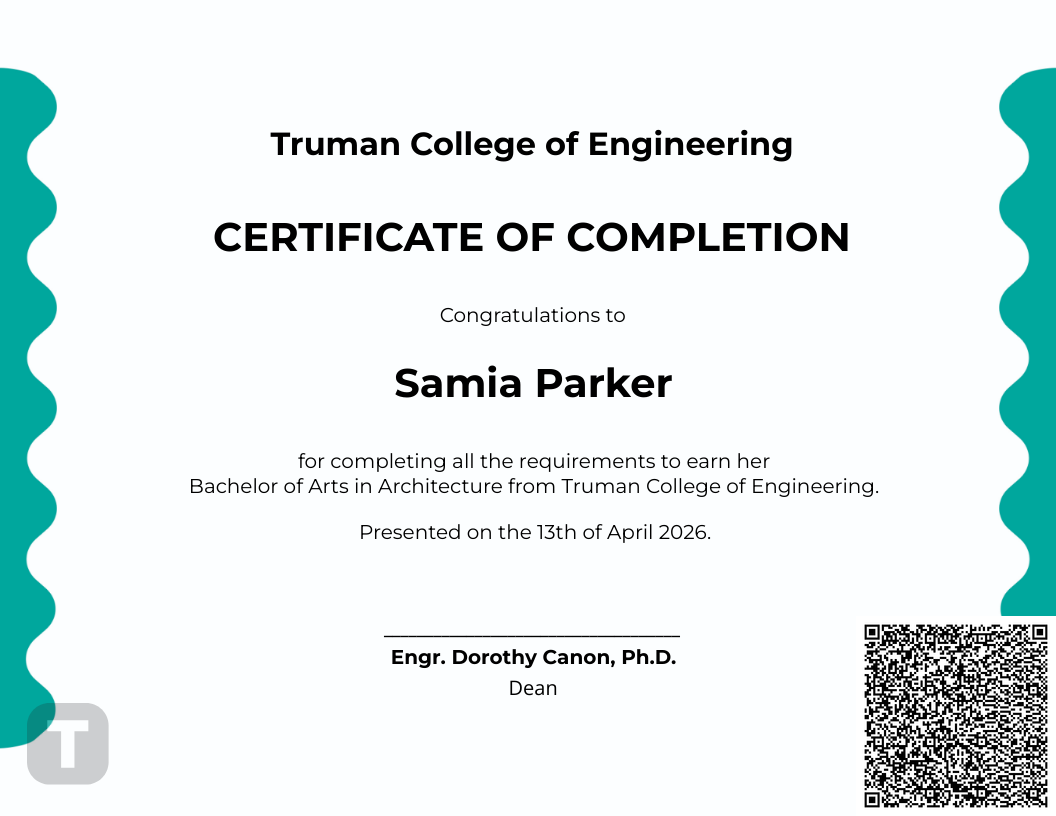 Truman College of Engineering
CERTIFICATE OF COMPLETION
Congratulations to
Samia Parker
for completing all the requirements to earn her
Bachelor of Arts in Architecture from Truman College of Engineering.
Presented on the 13th of April 2026.
Engr. Dorothy Canon, Ph.D.
Dean
T